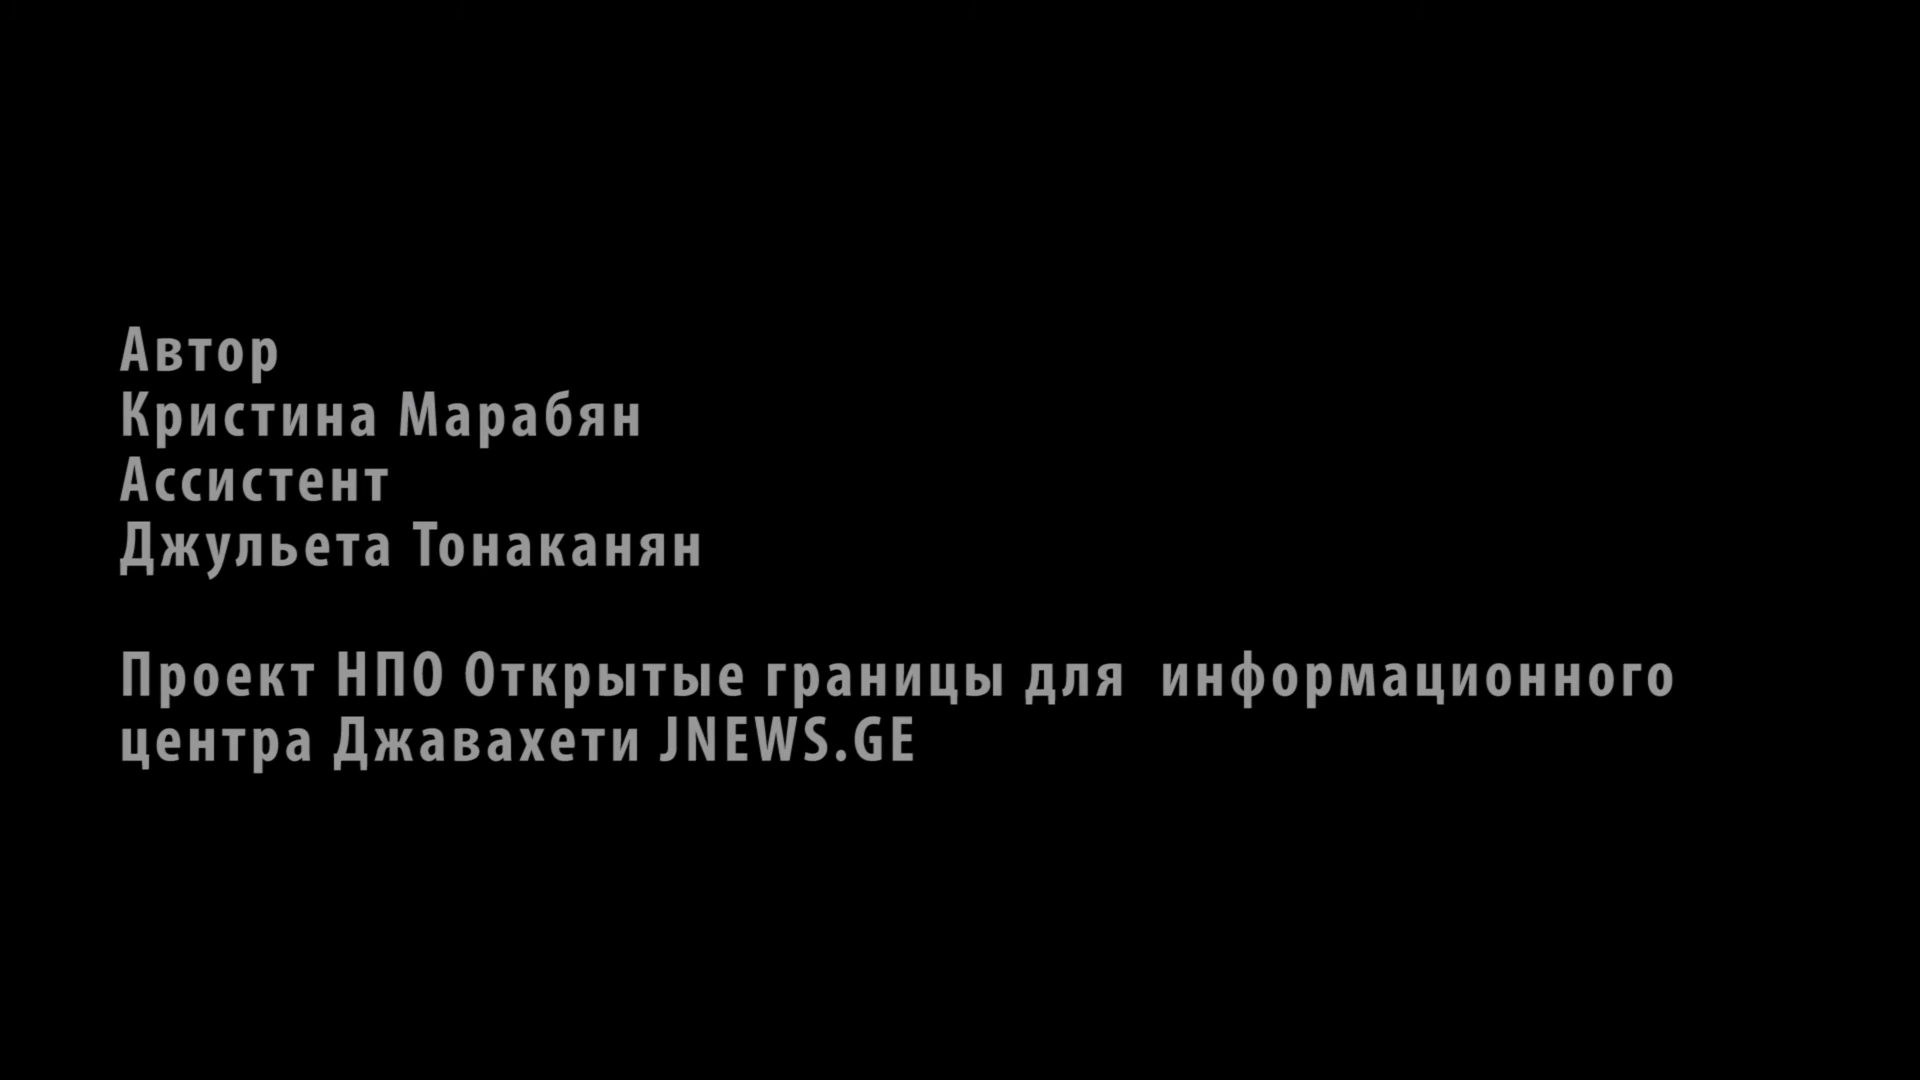 Автор
Кристина Марабян
Ассистент
Джульета Тонаканян
Проект НПО Открытые границы для информационного
центра Джавахети JNEWS.GE